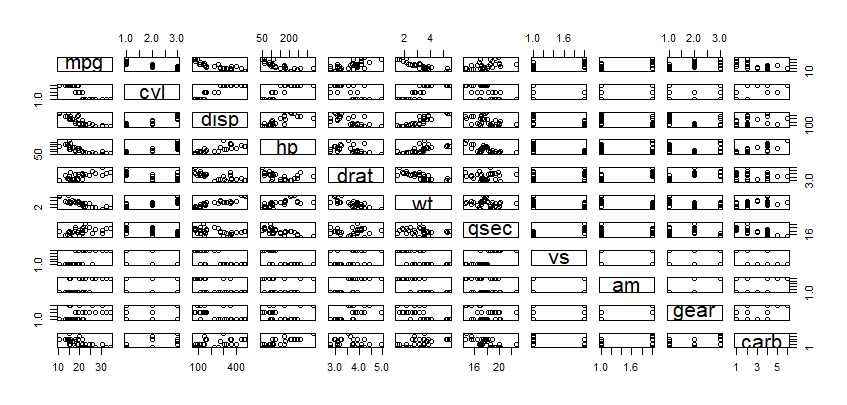 1.0 2.0 3.0 50 200 2 4 1.0 1.6 1.0 2.0 3.0
mpg 10
1.0 cyl
disp 100
50 hp
drat 3.0
2 wt
qsec 16
1.0 vs
am 1.0
1.0 gear
carb 1
10 20 30 100 400 3.0 4.0 5.0 16 20 1.0 1.6 1 3 5